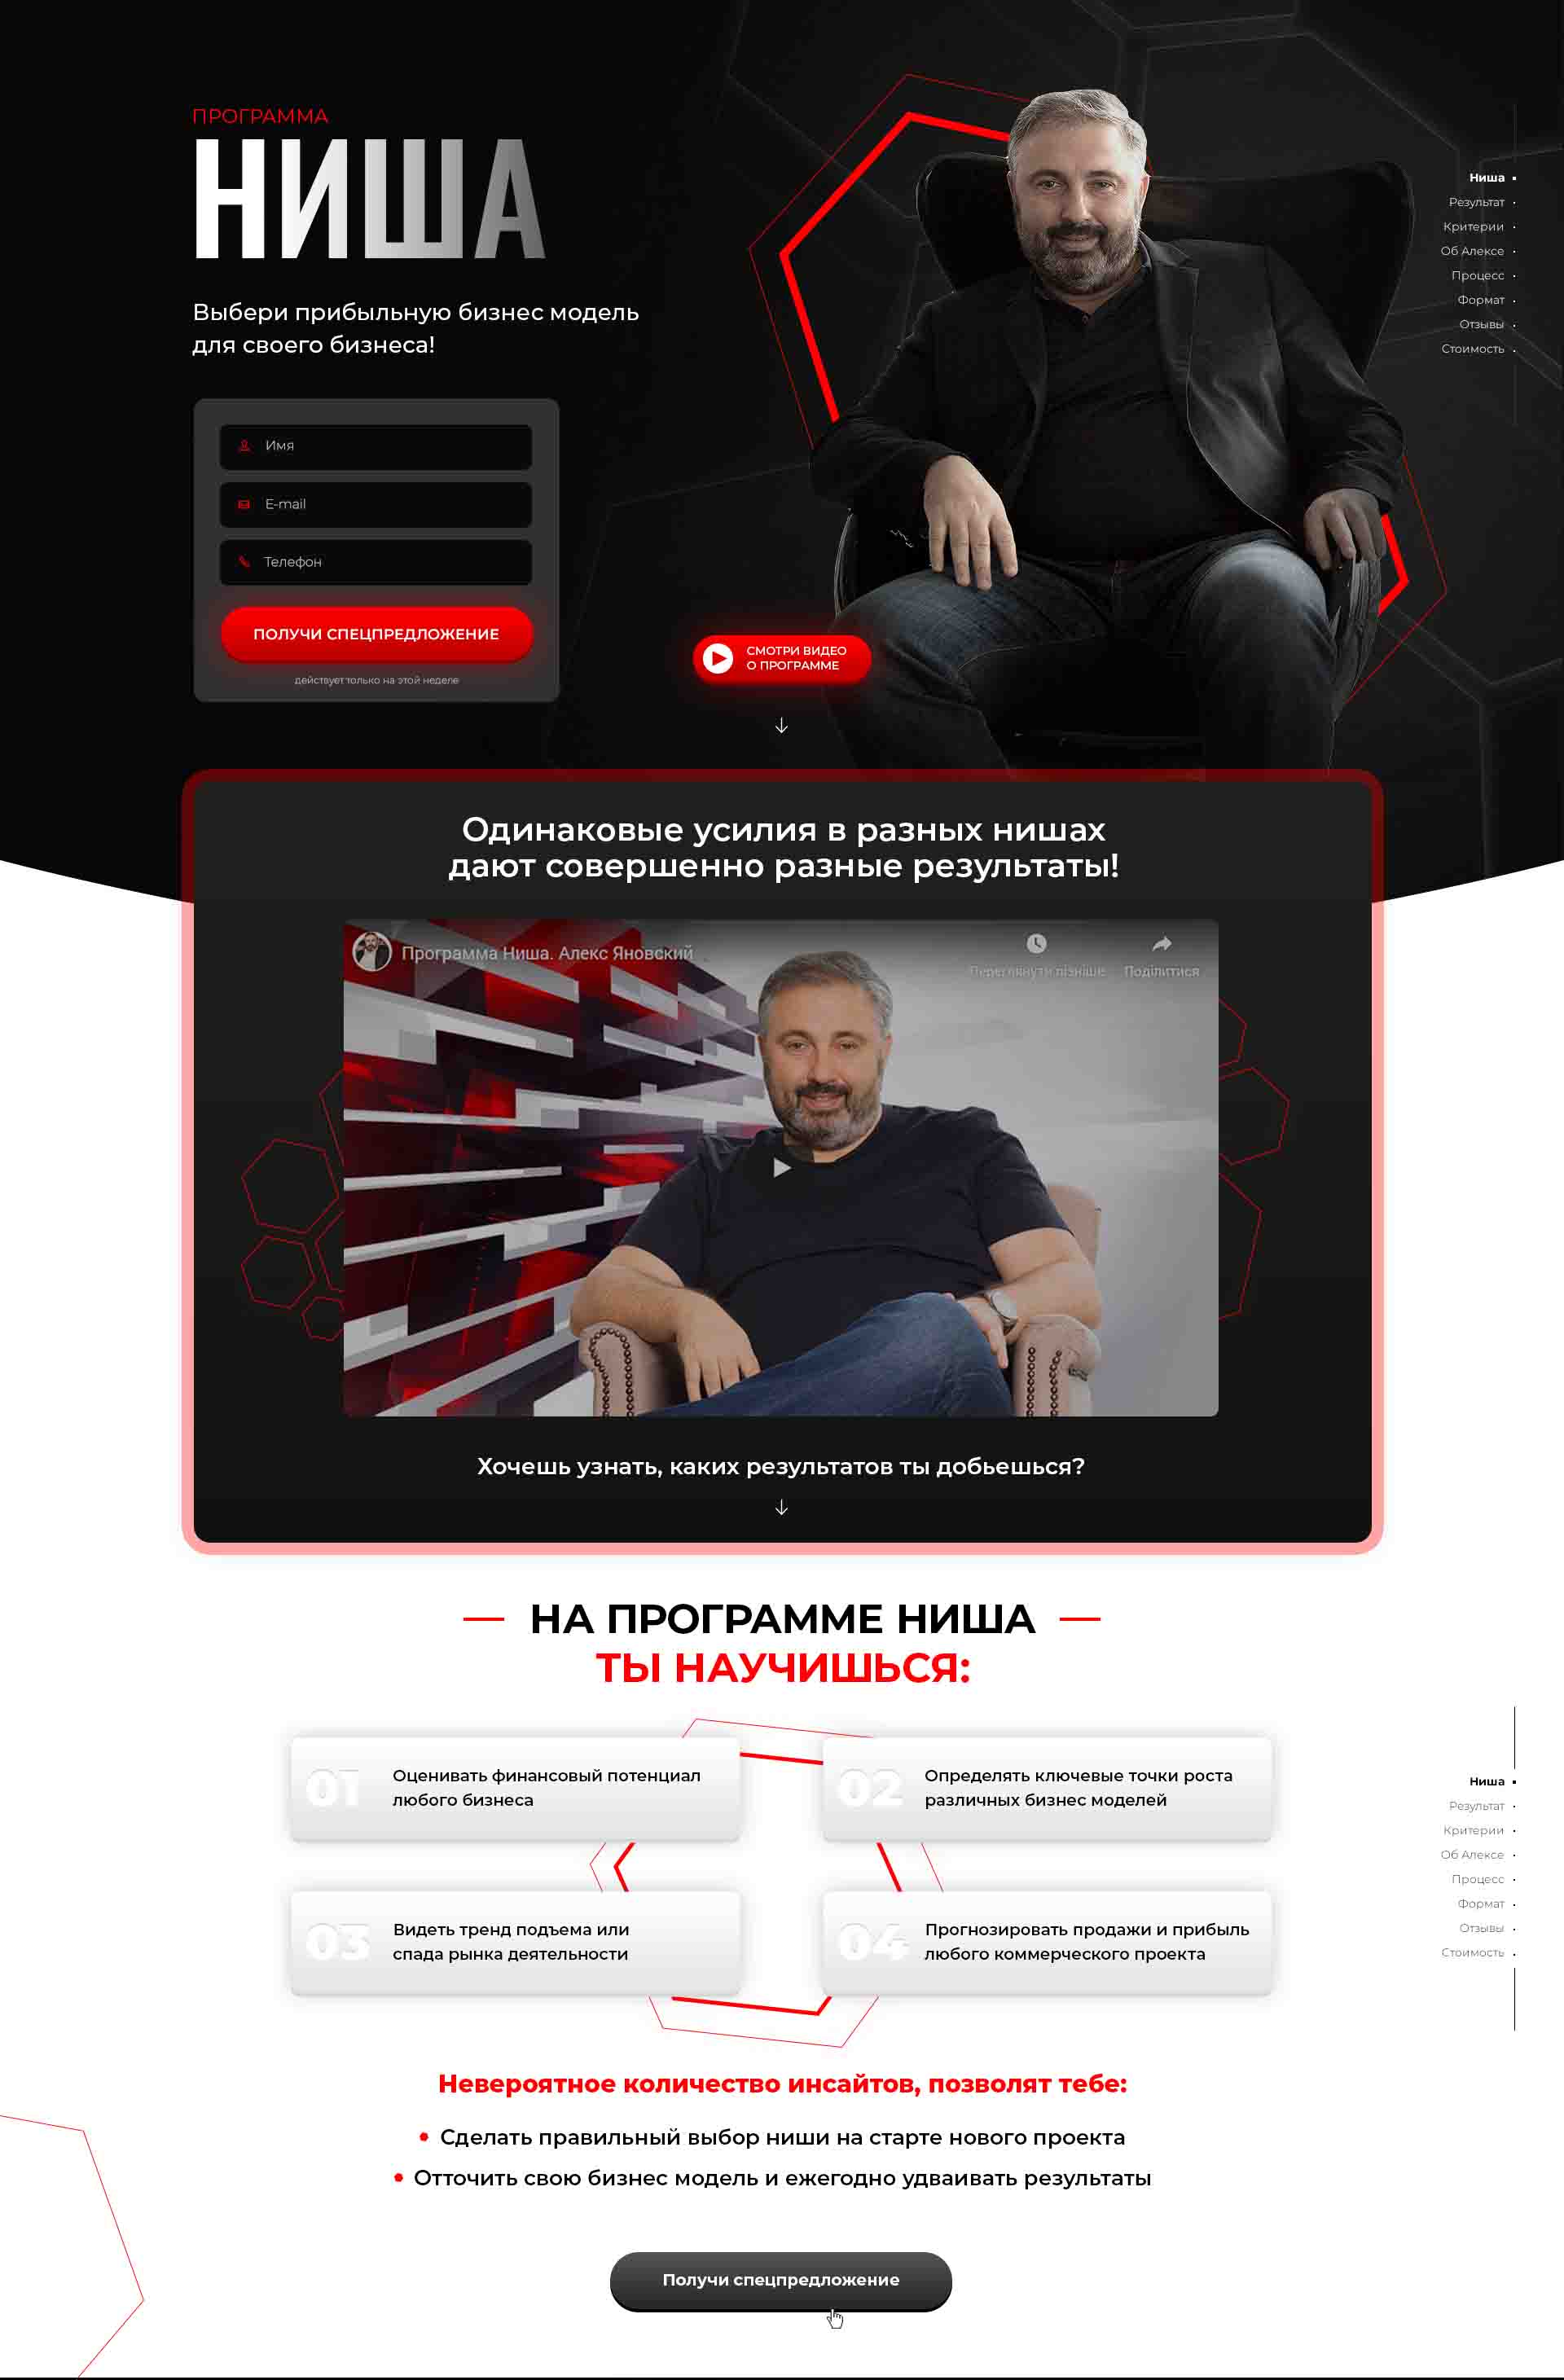 ПРОГРАММА
НИША
Выбери прибыльную бизнес модель
для своего бизнеса!
Имя
E-mail
Телефон
ПОЛУЧИ СПЕЦПРЕДЛОЖЕНИЕ
действует только на этой неделе
СМОТРИ ВИДЕО
О ПРОГРАММЕ
Ниша
Результат
Критерии
Об Алексе
Процесс
Формат
Отзывы
Стоимость
Одинаковые усилия в разных нишах
дают совершенно разные результаты!
Программа Ниша. Алекс Яновский
Переглянути пізніше
Поділитися
Хочешь узнать, каких результатов ты добьешься?
НА ПРОГРАММЕ НИША
ТЫ НАУЧИШЬСЯ:
01
Оценивать финансовый потенциал
любого бизнеса
02
Определять ключевые точки роста
различных бизнес моделей
03
Видеть тренд подъема или
спада рынка деятельности
04
Прогнозировать продажи и прибыль
любого коммерческого проекта
Ниша
Результат
Критерии
Об Алексе
Процесс
Формат
Отзывы
Стоимость
Невероятное количество инсайтов, позволят тебе:
Сделать правильный выбор ниши на старте нового проекта
Отточить свою бизнес модель и ежегодно удваивать результаты
Получи спецпредложение